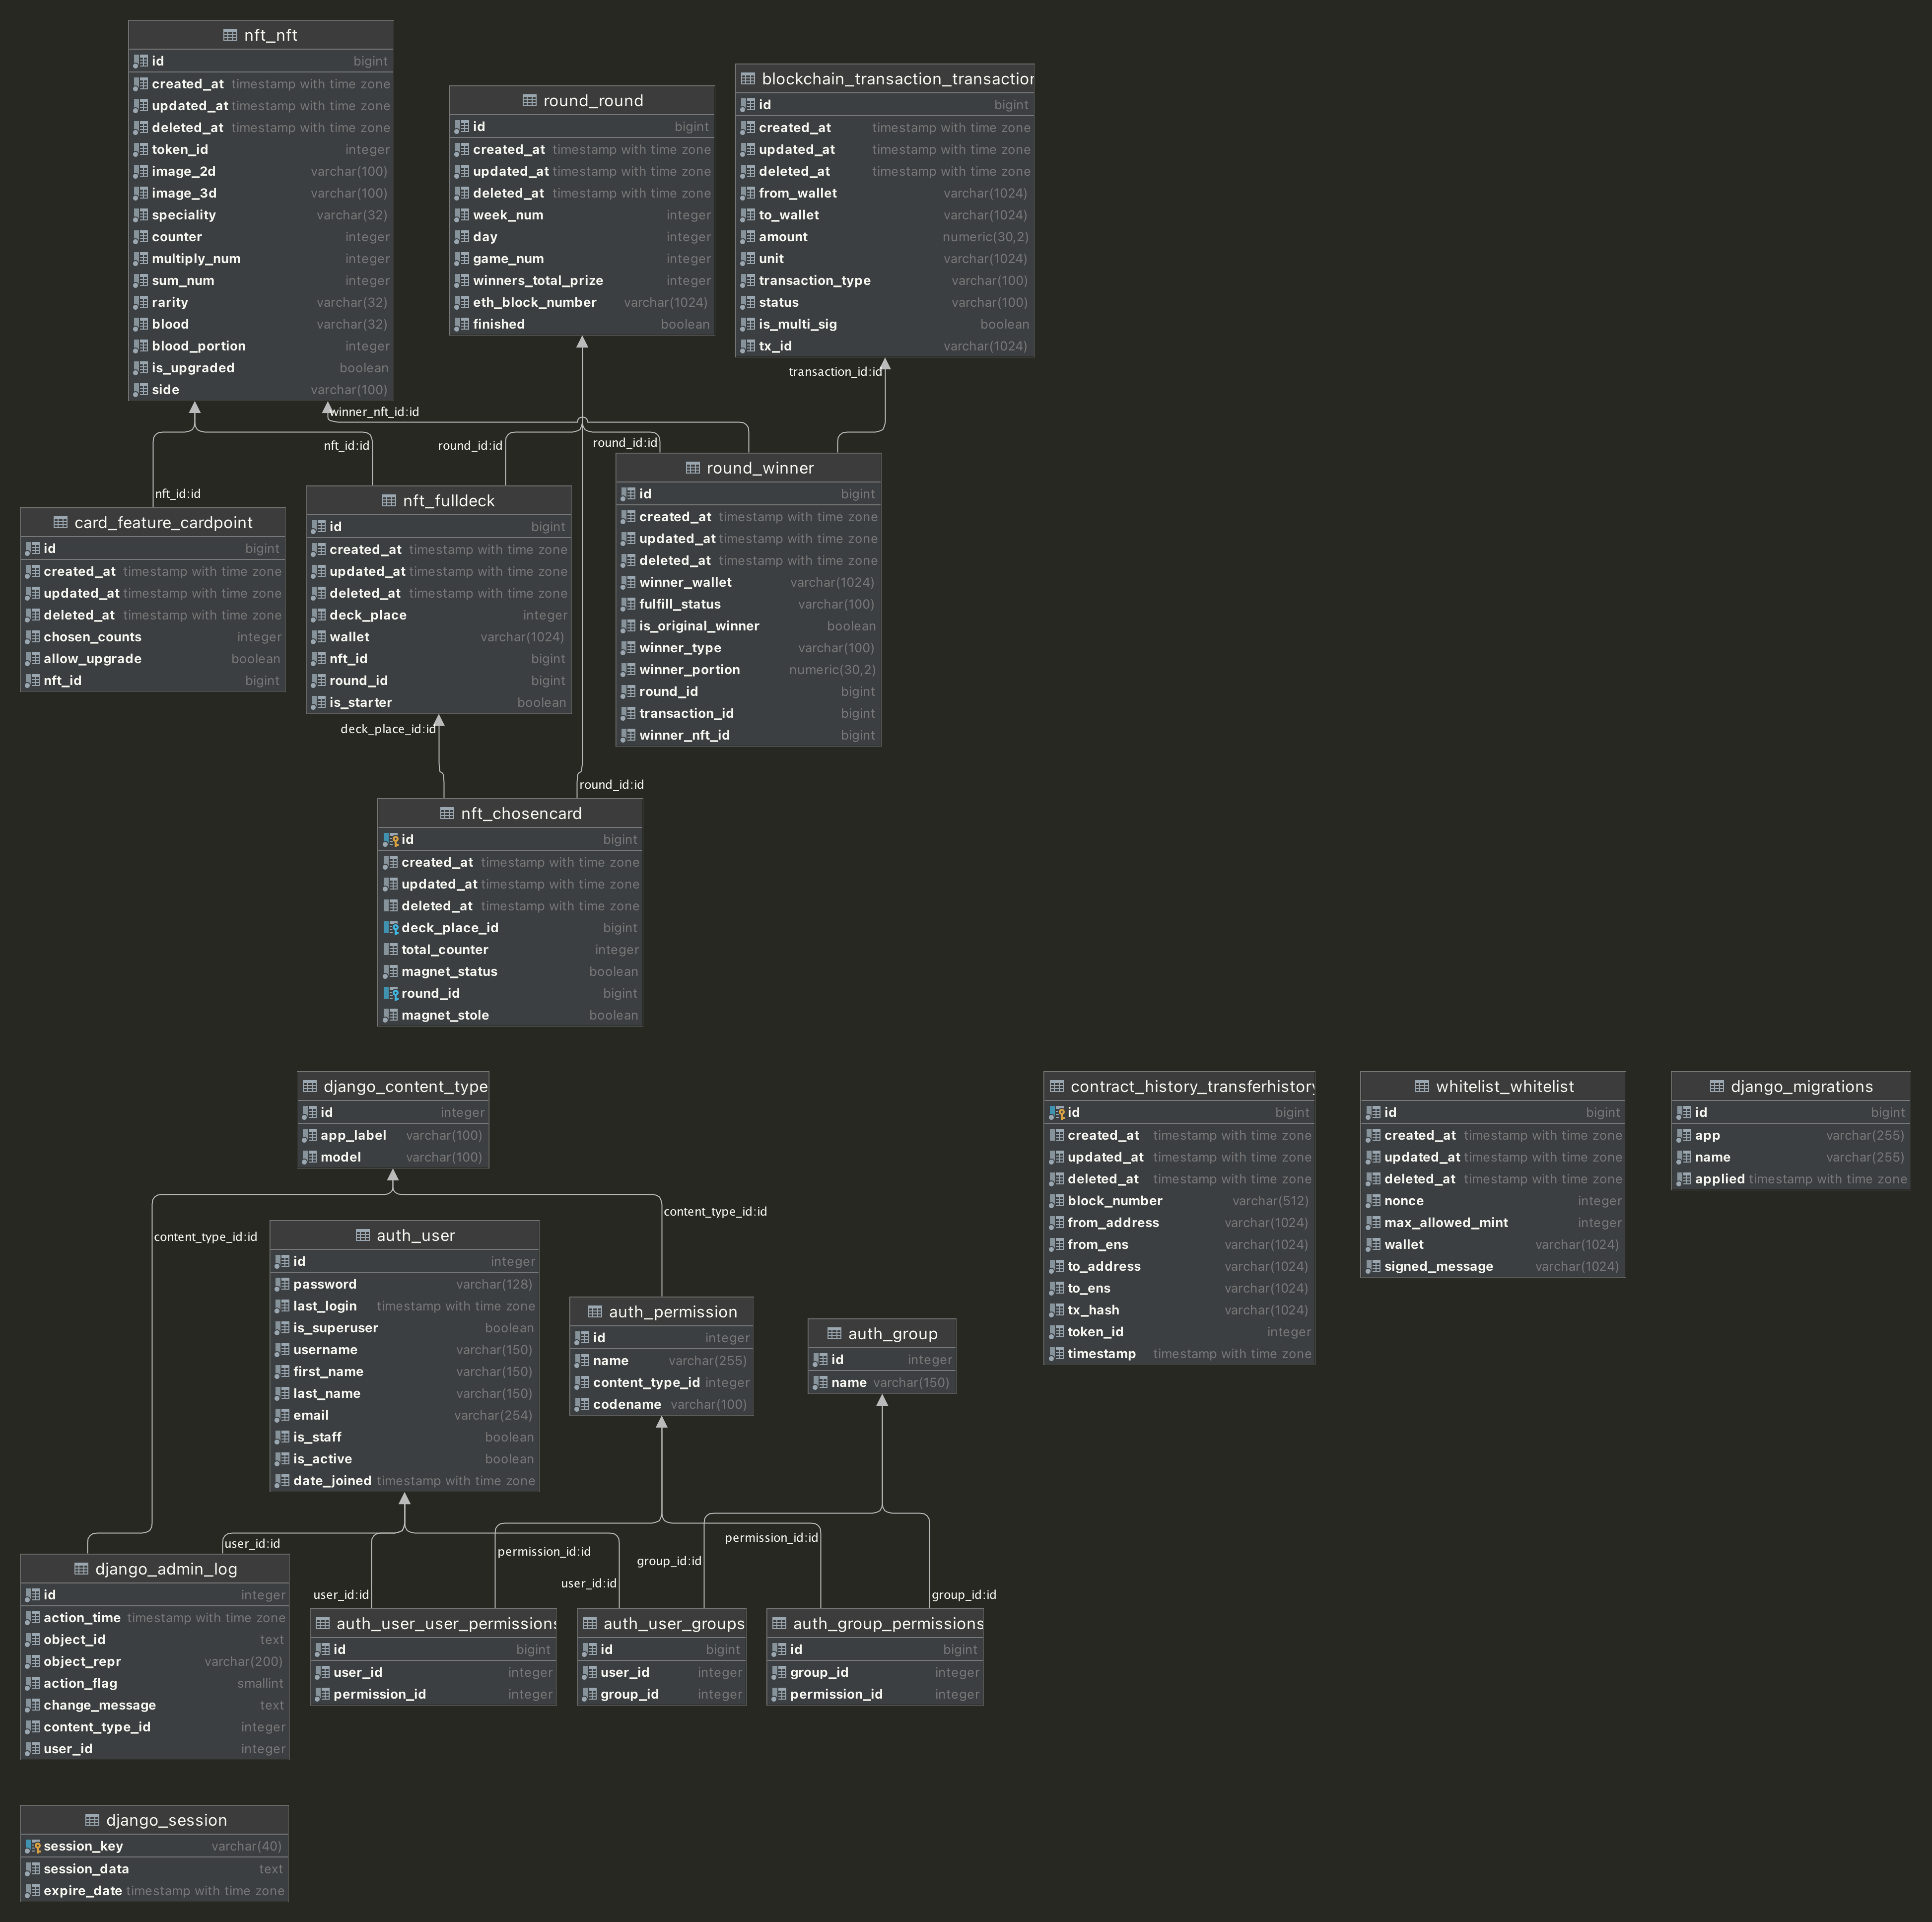 nft_nft
id bigint
created_at timestamp with time zone
updated_at timestamp with time zone
deleted_at timestamp with time zone
token_id integer
image_2d varchar(100)
image_3d varchar(100)
speciality varchar(32)
counter integer
multiply_num integer
sum_num integer
rarity varchar(32)
blood varchar(32)
blood_portion integer
is_upgraded boolean
side varchar(100)
round_round
id bigint
created_at timestamp with time zone
updated_at timestamp with time zone
deleted_at timestamp with time zone
week_num integer
day integer
game_num integer
winners_total_prize integer
eth_block_number varchar(1024)
finished boolean
blockchain_transaction_transaction
id bigint
created_at timestamp with time zone
updated_at timestamp with time zone
deleted_at timestamp with time zone
from_wallet varchar(1024)
to_wallet varchar(1024)
amount numeric(30,2)
unit varchar(1024)
transaction_type varchar(100)
status varchar(100)
is_multi_sig boolean
tx_id varchar(1024)
transaction_id:id
winner_nft_id:id
nft_id:id
round_id:id
round_id:id
nft_id:id
card_feature_cardpoint
id bigint
created_at timestamp with time zone
updated_at timestamp with time zone
deleted_at timestamp with time zone
chosen_counts integer
allow_upgrade boolean
nft_id bigint
nft_fulldeck
id bigint
created_at timestamp with time zone
updated_at timestamp with time zone
deleted_at timestamp with time zone
deck_place integer
wallet varchar(1024)
nft_id bigint
round_id bigint
is_starter boolean
round_winner
id bigint
created_at timestamp with time zone
updated_at timestamp with time zone
deleted_at timestamp with time zone
winner_wallet varchar(1024)
fulfill_status varchar(100)
is_original_winner boolean
winner_type varchar(100)
winner_portion numeric(30,2)
round_id bigint
transaction_id bigint
winner_nft_id bigint
deck_place_id:id
round_id:id
nft_chosencard
id bigint
created_at timestamp with time zone
updated_at timestamp with time zone
deleted_at timestamp with time zone
deck_place_id bigint
total_counter integer
magnet_status boolean
round_id bigint
magnet_stole boolean
django_content_type
id integer
app_label varchar(100)
model varchar(100)
contract_history_transferhistory
id bigint
created_at timestamp with time zone
updated_at timestamp with time zone
deleted_at timestamp with time zone
block_number varchar(512)
from_address varchar(1024)
from_ens varchar(1024)
to_address varchar(1024)
to_ens varchar(1024)
tx_hash varchar(1024)
token_id integer
timestamp timestamp with time zone
whitelist_whitelist
id bigint
created_at timestamp with time zone
updated_at timestamp with time zone
deleted_at timestamp with time zone
nonce integer
max_allowed_mint integer
wallet varchar(1024)
signed_message varchar(1024)
django_migrations
id bigint
app varchar(255)
name varchar(255)
applied timestamp with time zone
content_type_id:id
content_type_id:id
auth_user
id integer
password varchar(128)
last_login timestamp with time zone
is_superuser boolean
username varchar(150)
first_name varchar(150)
last_name varchar(150)
email varchar(254)
is_staff boolean
is_active boolean
date_joined timestamp with time zone
auth_permission
id integer
name varchar(255)
content_type_id integer
codename varchar(100)
auth_group
id integer
name varchar(150)
user_id:id
permission_id:id
permission_id:id
group_id:id
user_id:id
user_id:id
group_id:id
django_admin_log
id integer
action_time timestamp with time zone
object_id text
object_repr varchar(200)
action_flag smallint
change_message text
content_type_id integer
user_id integer
auth_user_user_permissions
id bigint
user_id integer
permission_id integer
auth_user_groups
id bigint
user_id integer
group_id integer
auth_group_permissions
id bigint
group_id integer
permission_id integer
django_session
session_key varchar(40)
session_data text
expire_date timestamp with time zone